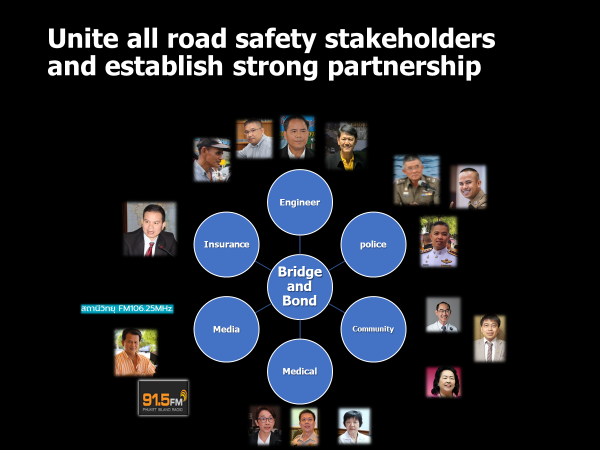 Unite all road safety stakeholders
and establish strong partnership
Engineer
Insurance
police
Bridge
and
Bond
Media
Community
Medical
สถานีวิทยุ FM106.25MHz
91.5FM
PHUKET ISLAND RADIO